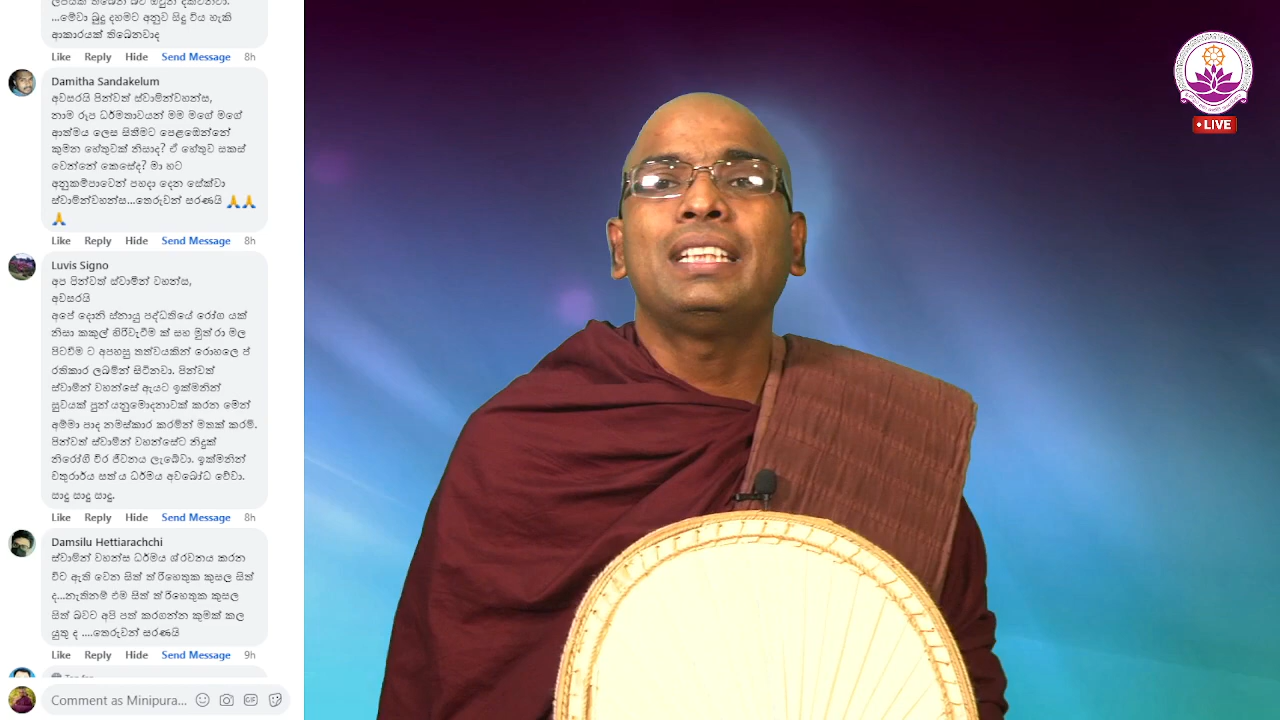 ...මේවා බුදු දහමට අනුව සිදු විය හැකි
ආකාරයක් තිබෙනවාද
Like Reply Hide Send Message 8h
Damitha Sandakelum
අවසරයි පින්වත් ස්වාමින්වහන්ස,
නාම රූප ධර්මතාවයන් මම මගේ මගේ
ආත්මය ලෙස සිතීමට පෙළඹෙන්නේ
කුමන හේතුවක් නිසාද? ඒ හේතුව සකස්
වෙන්නේ කෙසේද? මා හට
අනුකම්පාවෙන් පහදා දෙන සේක්වා
ස්වාමින්වහන්ස...තෙරුවන් සරණයි 🙏🙏
🙏
Like Reply Hide Send Message 8h
Luvis Signo
අප පින්වත් ස්වාමීන් වහන්ස,
අවසරයි
අපේ දොනි ස්නායු පද්ධතියේ රෝග යක්
නිසා කකුල් හිරිවැටීම ක් සහ මුත් රා මල
පිටවීම ට අපහසු තත්වයකින් රොහලෙ ප්
රතිකාර ලබමින් සිටිනවා. පින්වත්
ස්වාමින් වහන්සේ ඇයට ඉක්මනින්
සුවයක් පුන් යනුමොදනාවක් කරන මෙන්
අම්මා පාද නමස්කාර කරමින් මතක් කරමි.
පින්වත් ස්වාමින් වහන්සේට නිදුක්
නිරෝගී චිර ජීවනය ලැබේවා. ඉක්මනින්
චතුරාර්ය සත් ය ධර්මය අවබෝධ වේවා.
සාදු සාදු සාදු.
Like Reply Hide Send Message 8h
Damsilu Hettiarachchi
ස්වාමින් වහන්ස ධර්මය ශ්රවනය කරන
විට ඇති වෙන සිත් ත් රීහෙතුක කුසල සිත්
ද...නැතිනම් එම සිත් ත් රීහෙතුක කුසල
සිත් බවට අපි පත් කරගන්න කුමක් කල
යුතු ද ....තෙරුවන් සරණයි
Like Reply Hide Send Message 9h
Comment as Minipura...
GIF
LIVE